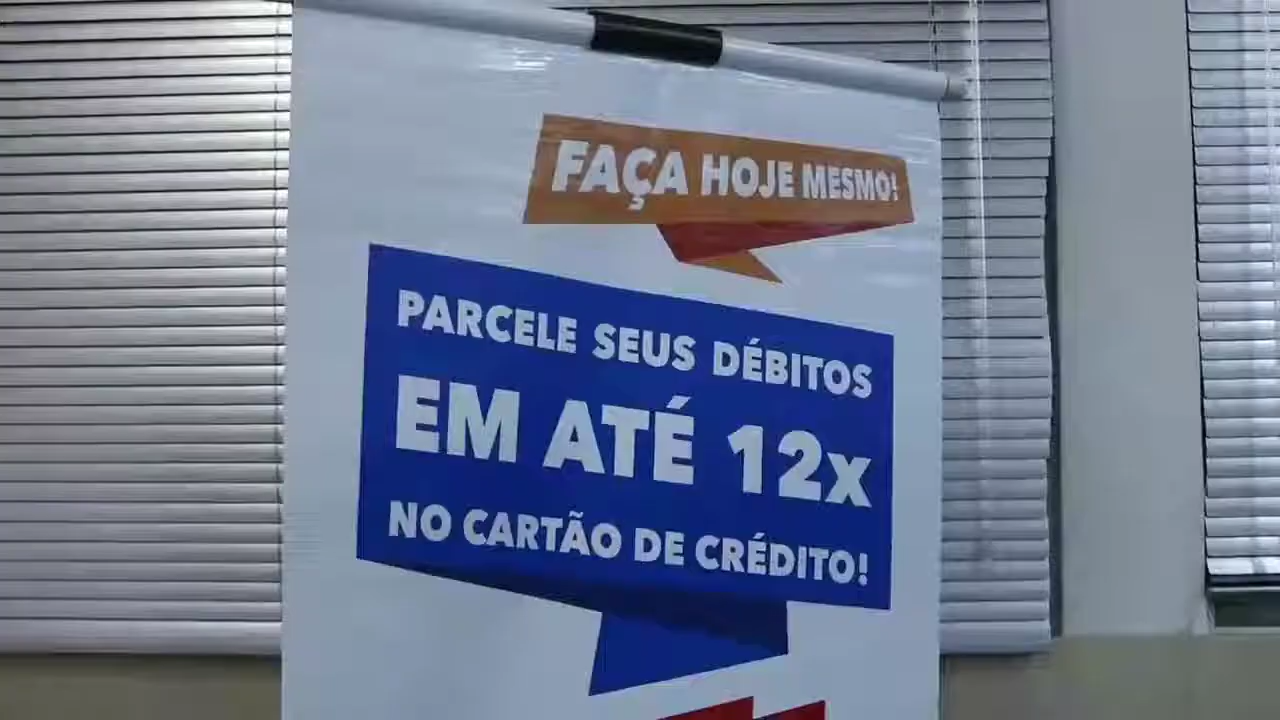 FAÇA HOJE MESMO!
PARCELE SEUS DÉBITOS
EM ATÉ 12x
NO CARTÃO DE CRÉDITO!